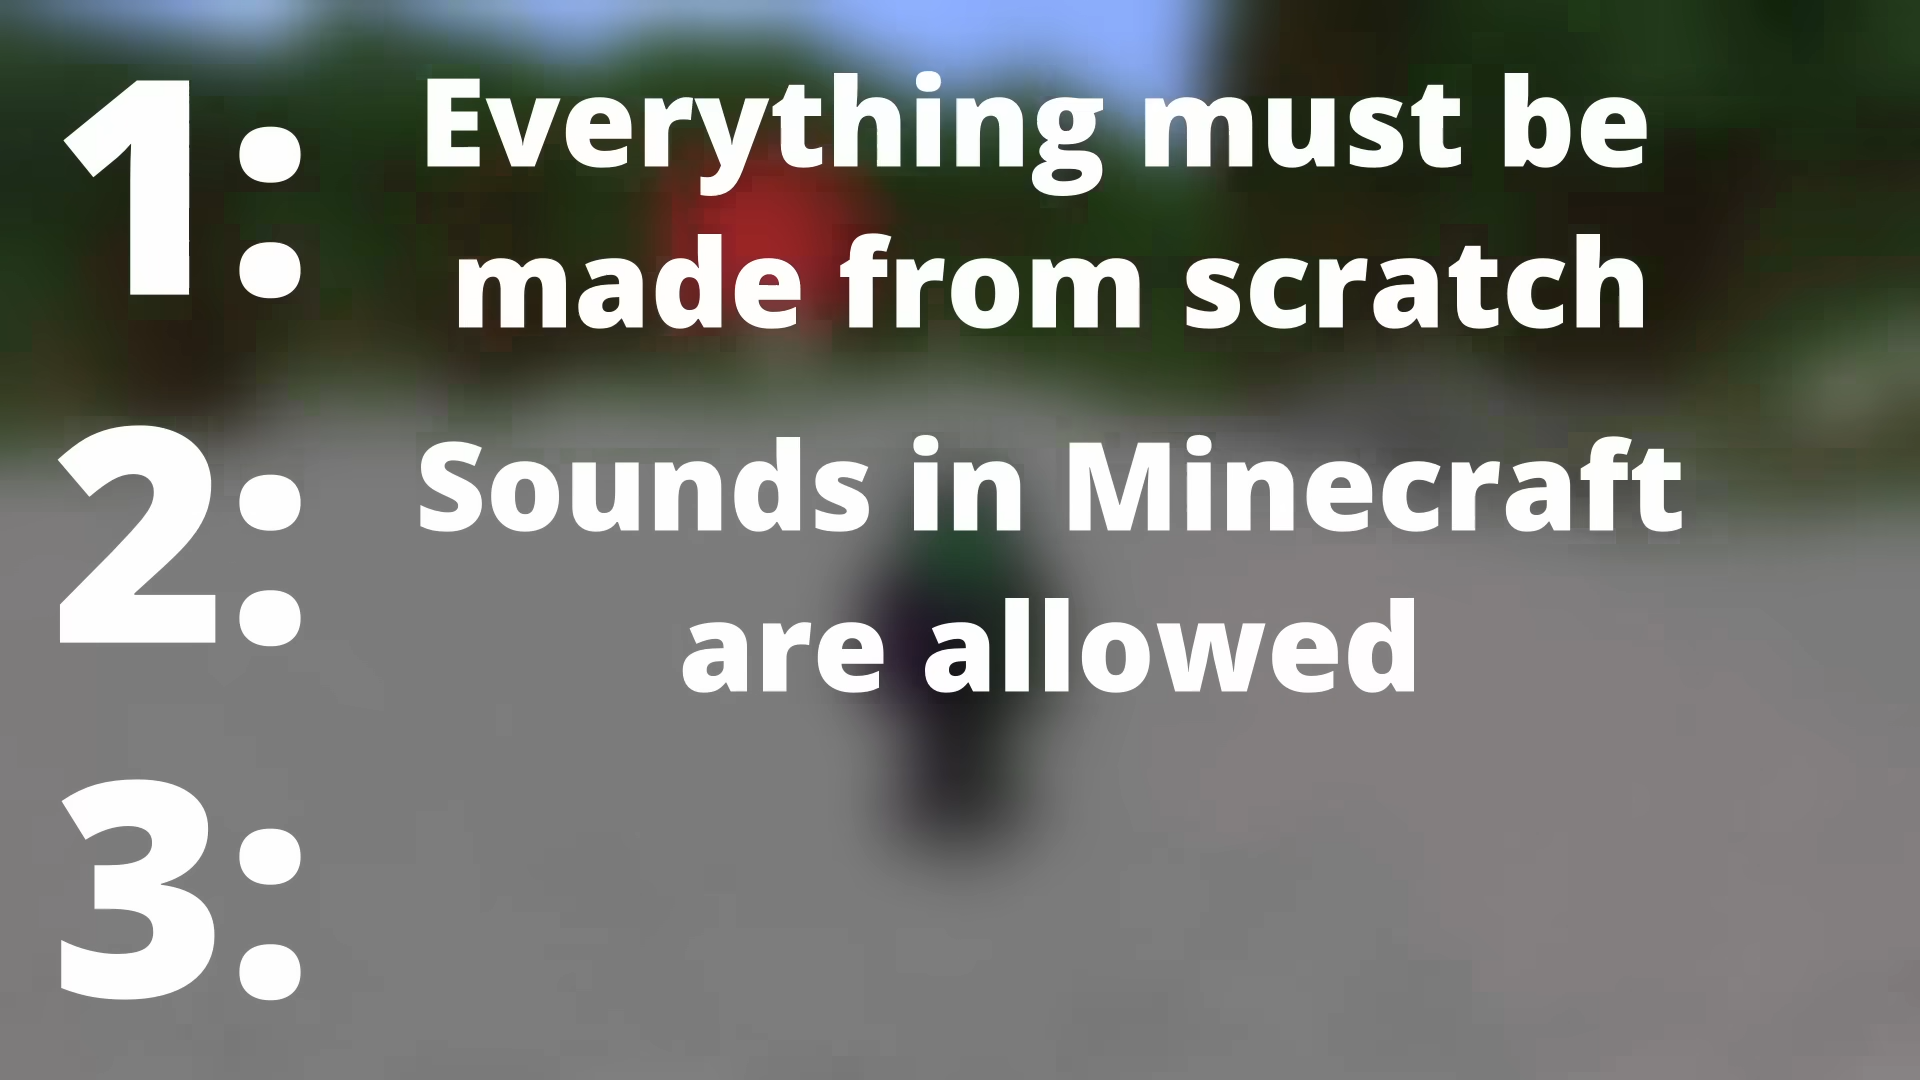 1: Everything must be
made from scratch
2: Sounds in Minecraft
are allowed
3: